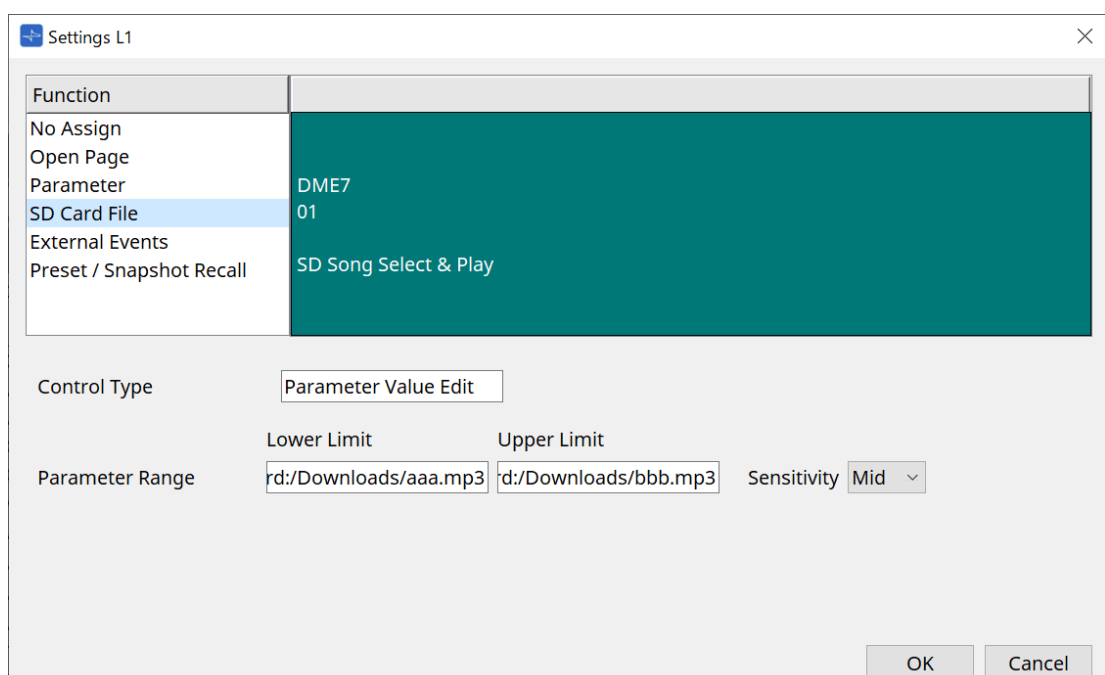 Settings L1
Function
No Assign
Open Page
Parameter
SD Card File
External Events
Preset / Snapshot Recall
DME7
01
SD Song Select & Play
Control Type Parameter Value Edit
Lower Limit Upper Limit
Parameter Range rd:/Downloads/aaa.mp3 rd:/Downloads/bbb.mp3 Sensitivity Mid
OK Cancel